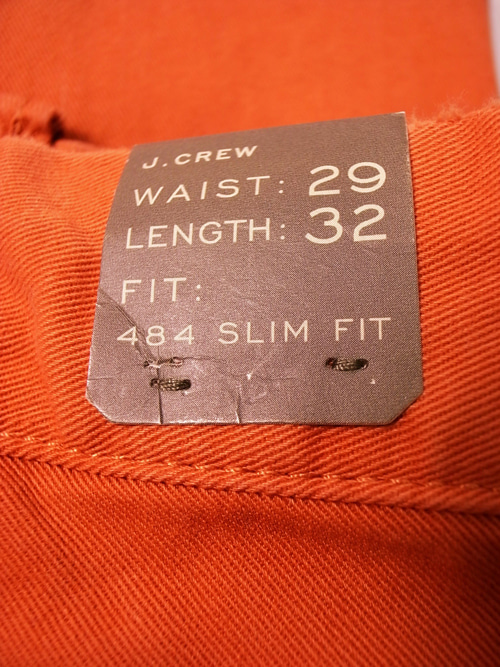 J.CREW
WAIST: 29
LENGTH: 32
FIT:
484 SLIM FIT